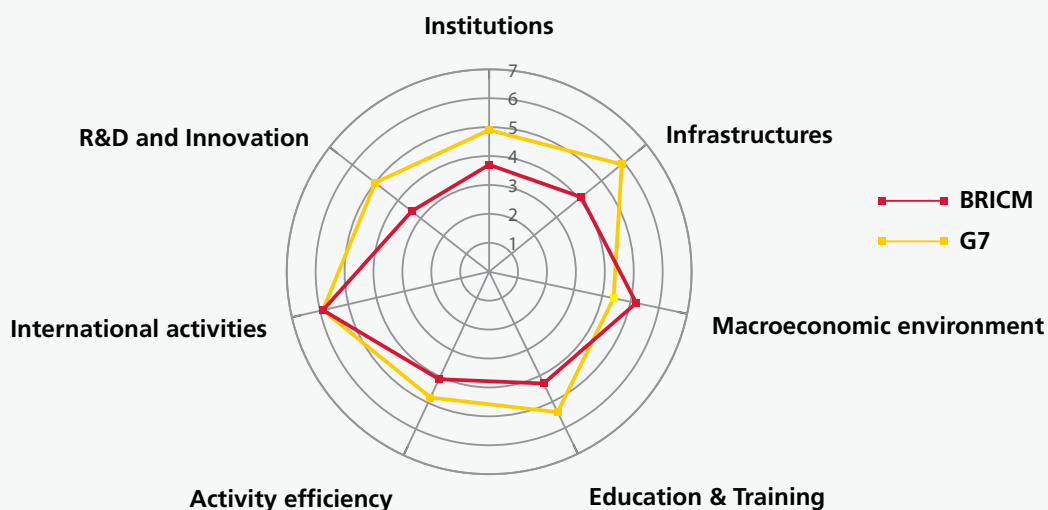 Institutions
7
6
5
4
3
2
1
R&D and Innovation
Infrastructures
BRICM
G7
International activities
Macroeconomic environment
Activity efficiency
Education & Training